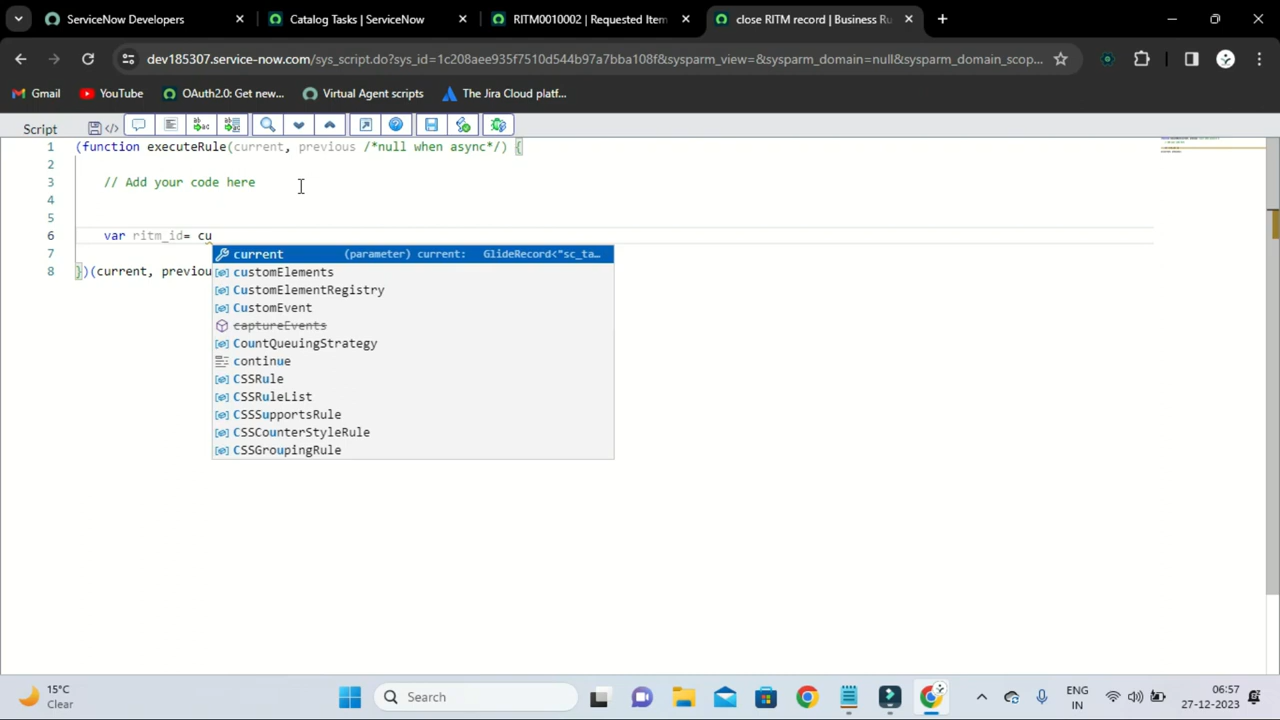 ServiceNow Developers
Catalog Tasks | ServiceNow
RITM0010002 | Requested Item
close RITM record | Business Ru
dev185307.service-now.com/sys_script.do?sys_id=1c208aee935f7510d544b97a7bba108f&sysparm_view=&sysparm_domain=null&sysparm_domain_scop...
Gmail
YouTube
OAuth2.0: Get new...
Virtual Agent scripts
The Jira Cloud platf...
Script
1 (function executeRule(current, previous /*null when async*/) {
2
3 // Add your code here
4
5
6 var ritm_id= cu
7
8 })(current, previou
current (parameter) current: GlideRecord<"sc_ta...
customElements
CustomElementRegistry
CustomEvent
captureEvents
CountQueuingStrategy
continue
CSSRule
CSSRuleList
CSSSupportsRule
CSSCounterStyleRule
CSSGroupingRule
15°C
Clear
Search
ENG
IN
06:57
27-12-2023